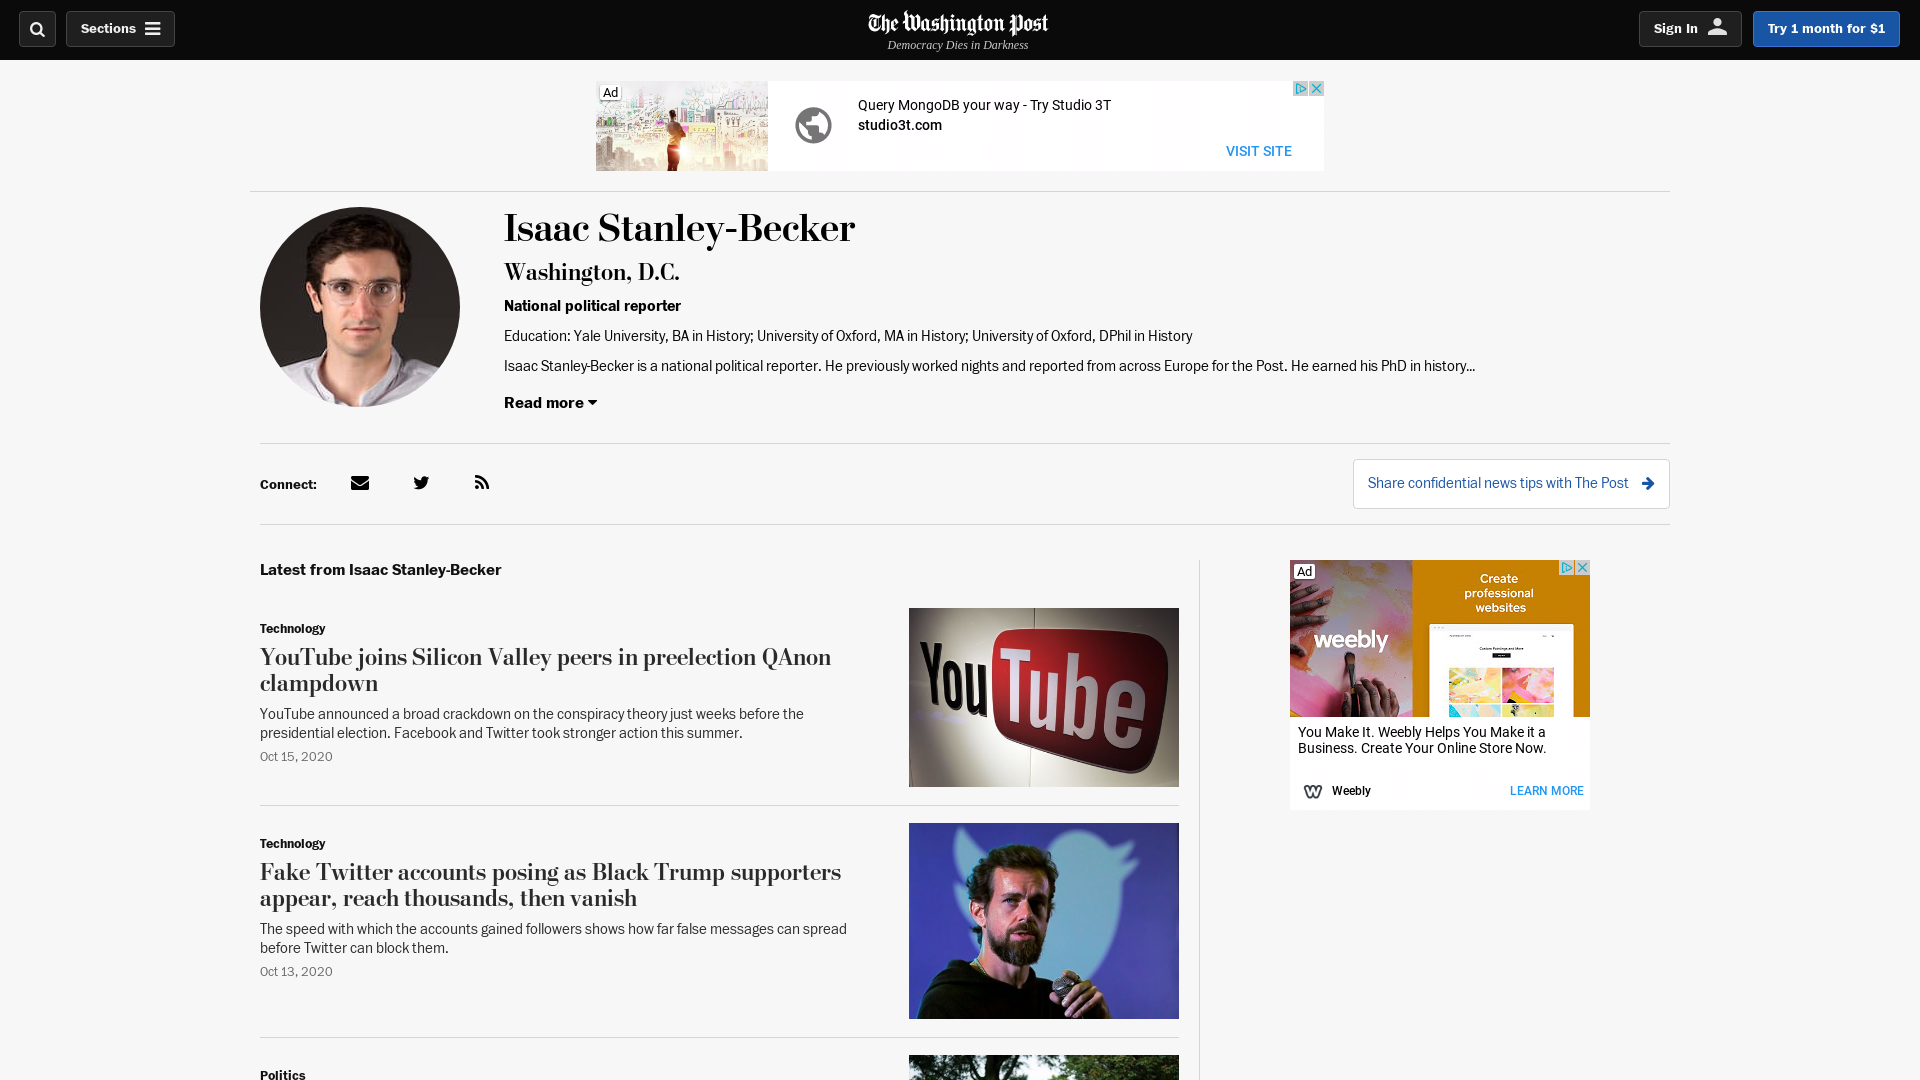 Sections
The Washington Post
Democracy Dies in Darkness
Sign In
Try 1 month for $1
Ad
Query MongoDB your way - Try Studio 3T
studio3t.com
VISIT SITE
Isaac Stanley-Becker
Washington, D.C.
National political reporter
Education: Yale University, BA in History; University of Oxford, MA in History; University of Oxford, DPhil in History
Isaac Stanley-Becker is a national political reporter. He previously worked nights and reported from across Europe for the Post. He earned his PhD in history...
Read more
Connect:
Share confidential news tips with The Post
Latest from Isaac Stanley-Becker
Technology
YouTube joins Silicon Valley peers in preelection QAnon
clampdown
YouTube announced a broad crackdown on the conspiracy theory just weeks before the
presidential election. Facebook and Twitter took stronger action this summer.
Oct 15, 2020
YouTube
Technology
Fake Twitter accounts posing as Black Trump supporters
appear, reach thousands, then vanish
The speed with which the accounts gained followers shows how far false messages can spread
before Twitter can block them.
Oct 13, 2020
Politics
Ad
weebly
Create
professional
websites
You Make It. Weebly Helps You Make it a
Business. Create Your Online Store Now.
Weebly
LEARN MORE